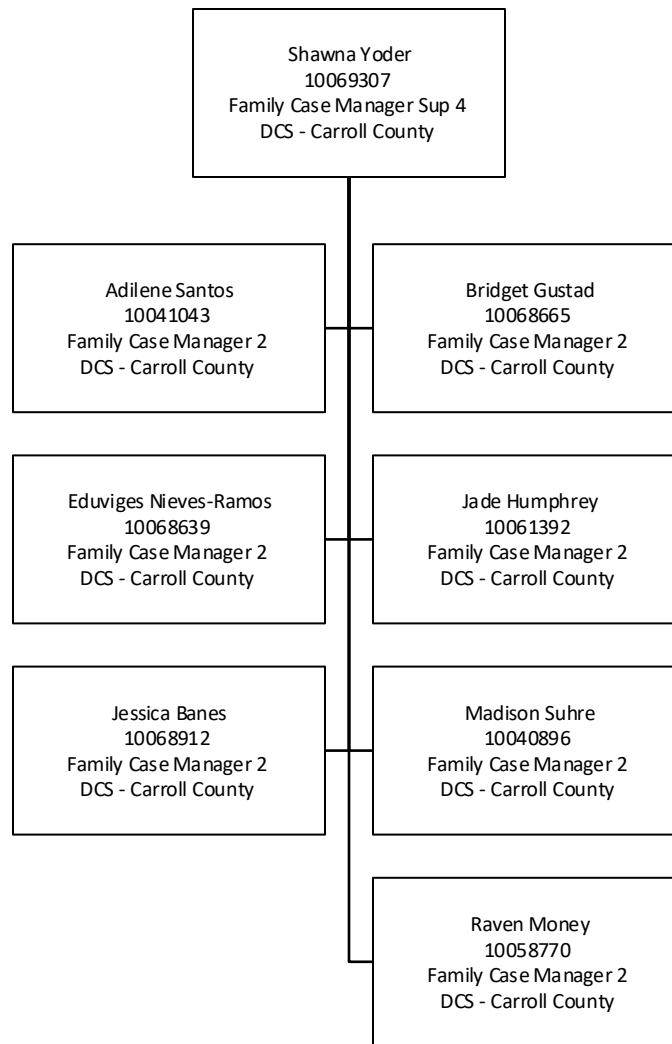 Shawna Yoder
10069307
Family Case Manager Sup 4
DCS - Carroll County
Adilene Santos
10041043
Family Case Manager 2
DCS - Carroll County
Bridget Gustad
10068665
Family Case Manager 2
DCS - Carroll County
Eduviges Nieves-Ramos
10068639
Family Case Manager 2
DCS - Carroll County
Jade Humphrey
10061392
Family Case Manager 2
DCS - Carroll County
Jessica Banes
10068912
Family Case Manager 2
DCS - Carroll County
Madison Suhre
10040896
Family Case Manager 2
DCS - Carroll County
Raven Money
10058770
Family Case Manager 2
DCS - Carroll County